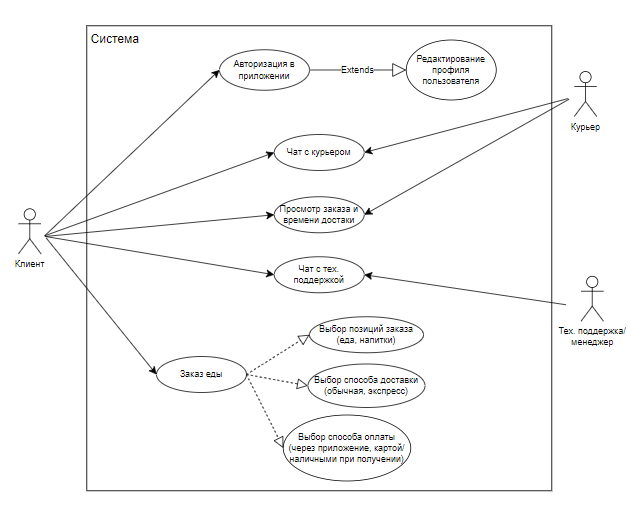 Система
Авторизация в
приложении
Extends
Редактирование
профиля
пользователя
Курьер
Чат с курьером
Просмотр заказа и
времени достаки
Клиент
Чат с тех.
поддержкой
Тех. поддержка/
менеджер
Выбор позиций заказа
(еда, напитки)
Заказ еды
Выбор способа доставки
(обычная, экспресс)
Выбор способа оплаты
(через приложение, картой/
наличными при получении)